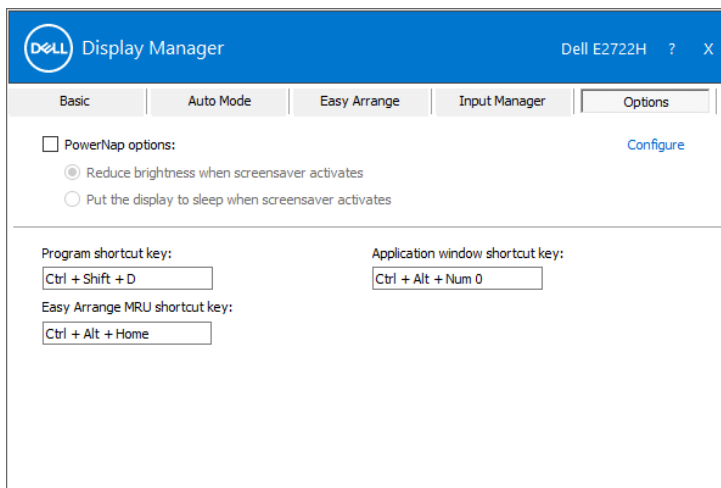 DELL Display Manager Dell E2722H ? X
Basic Auto Mode Easy Arrange Input Manager Options
PowerNap options: Configure
Reduce brightness when screensaver activates
Put the display to sleep when screensaver activates
Program shortcut key: Application window shortcut key:
Ctrl + Shift + D Ctrl + Alt + Num 0
Easy Arrange MRU shortcut key:
Ctrl + Alt + Home